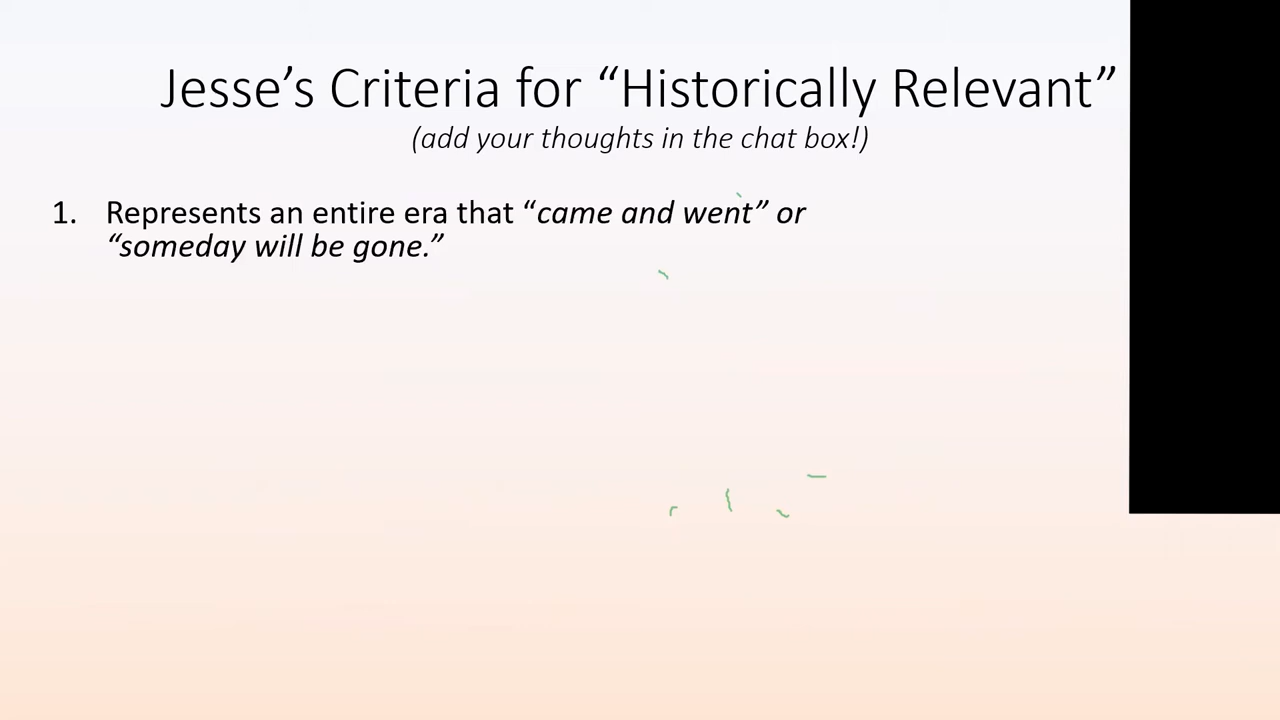 Jesse’s Criteria for “Historically Relevant”
(add your thoughts in the chat box!)
1. Represents an entire era that “came and went” or
“someday will be gone.”